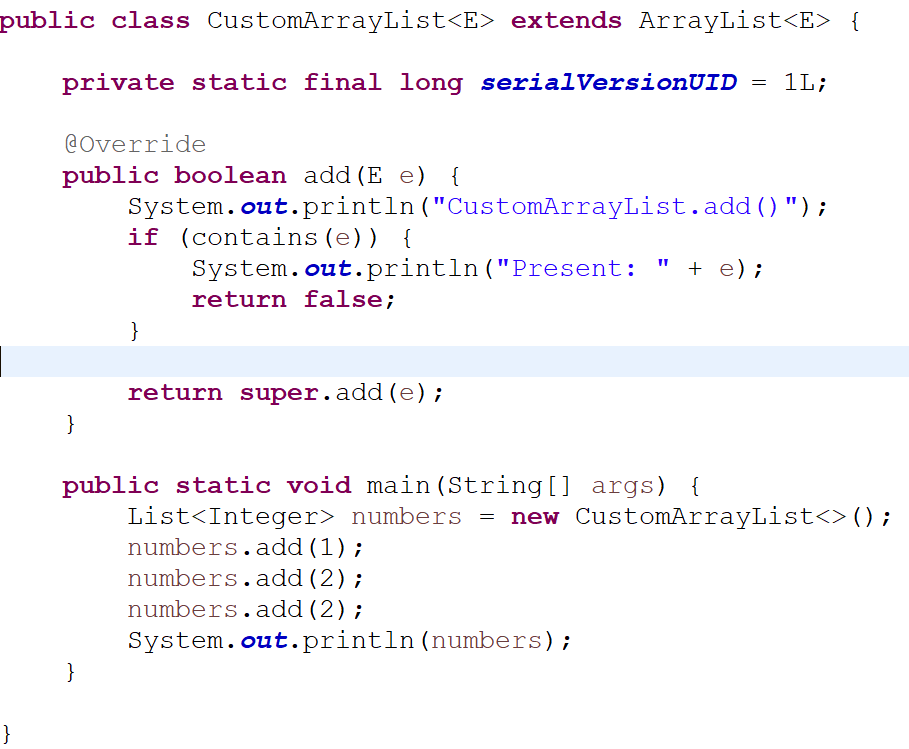 public class CustomArrayList<E> extends ArrayList<E> {
private static final long serialVersionUID = 1L;
@Override
public boolean add(E e) {
System.out.println("CustomArrayList.add()");
if (contains(e)) {
System.out.println("Present: " + e);
return false;
}
return super.add(e);
}
public static void main(String[] args) {
List<Integer> numbers = new CustomArrayList<>();
numbers.add(1);
numbers.add(2);
numbers.add(2);
System.out.println(numbers);
}
}